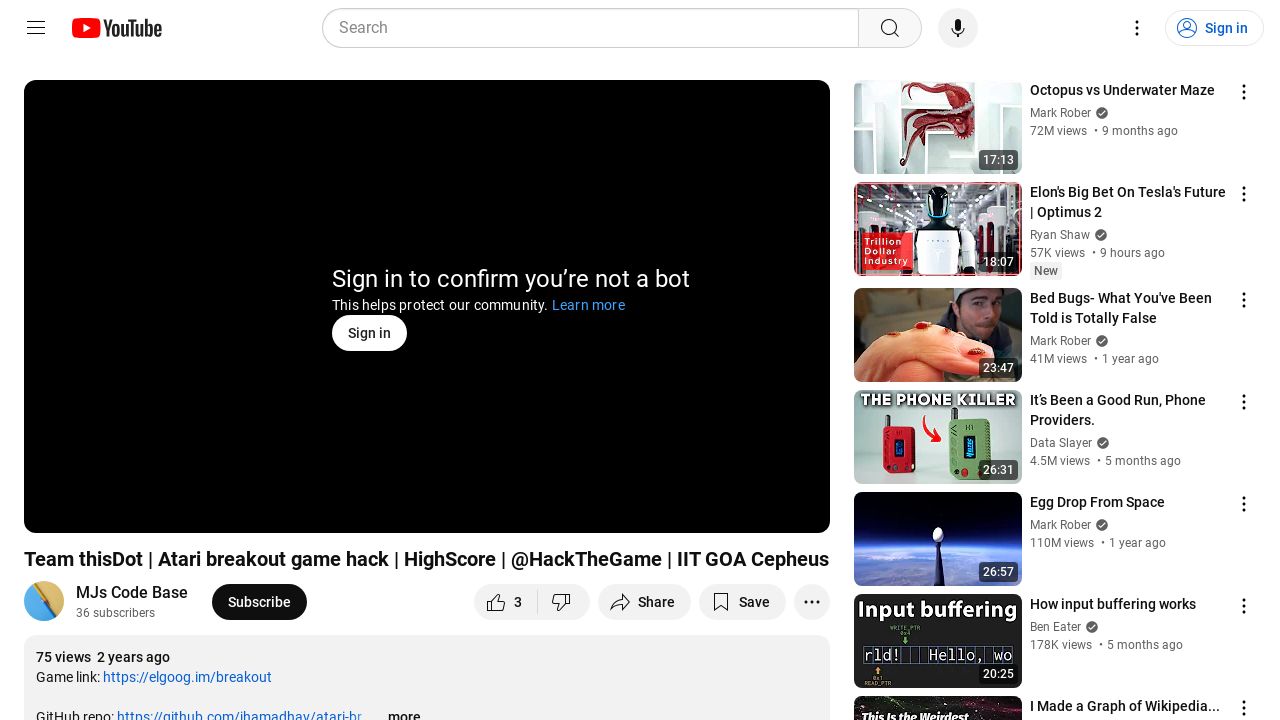 YouTube
Search
Sign in
Sign in to confirm you’re not a bot
This helps protect our community. Learn more
Sign in
Team thisDot | Atari breakout game hack | HighScore | @HackTheGame | IIT GOA Cepheus
MJs Code Base
36 subscribers
Subscribe
3
Share
Save
75 views  2 years ago
Game link: https://elgoog.im/breakout
GitHub repo: https://github.com/jhamadhav/atari-br
...more
17:13
Octopus vs Underwater Maze
Mark Rober
72M views • 9 months ago
Trillion
Dollar
Industry
TESLA
18:07
Elon's Big Bet On Tesla's Future
| Optimus 2
Ryan Shaw
57K views • 9 hours ago
New
23:47
Bed Bugs- What You've Been
Told is Totally False
Mark Rober
41M views • 1 year ago
THE PHONE KILLER
26:31
It’s Been a Good Run, Phone
Providers.
Data Slayer
4.5M views • 5 months ago
26:57
Egg Drop From Space
Mark Rober
110M views • 1 year ago
Input buffering
WRITE_PTR
0x4
rld! Hello, wo
0x1
READ_PTR
20:25
How input buffering works
Ben Eater
178K views • 5 months ago
This Is the Weirdest
I Made a Graph of Wikipedia...